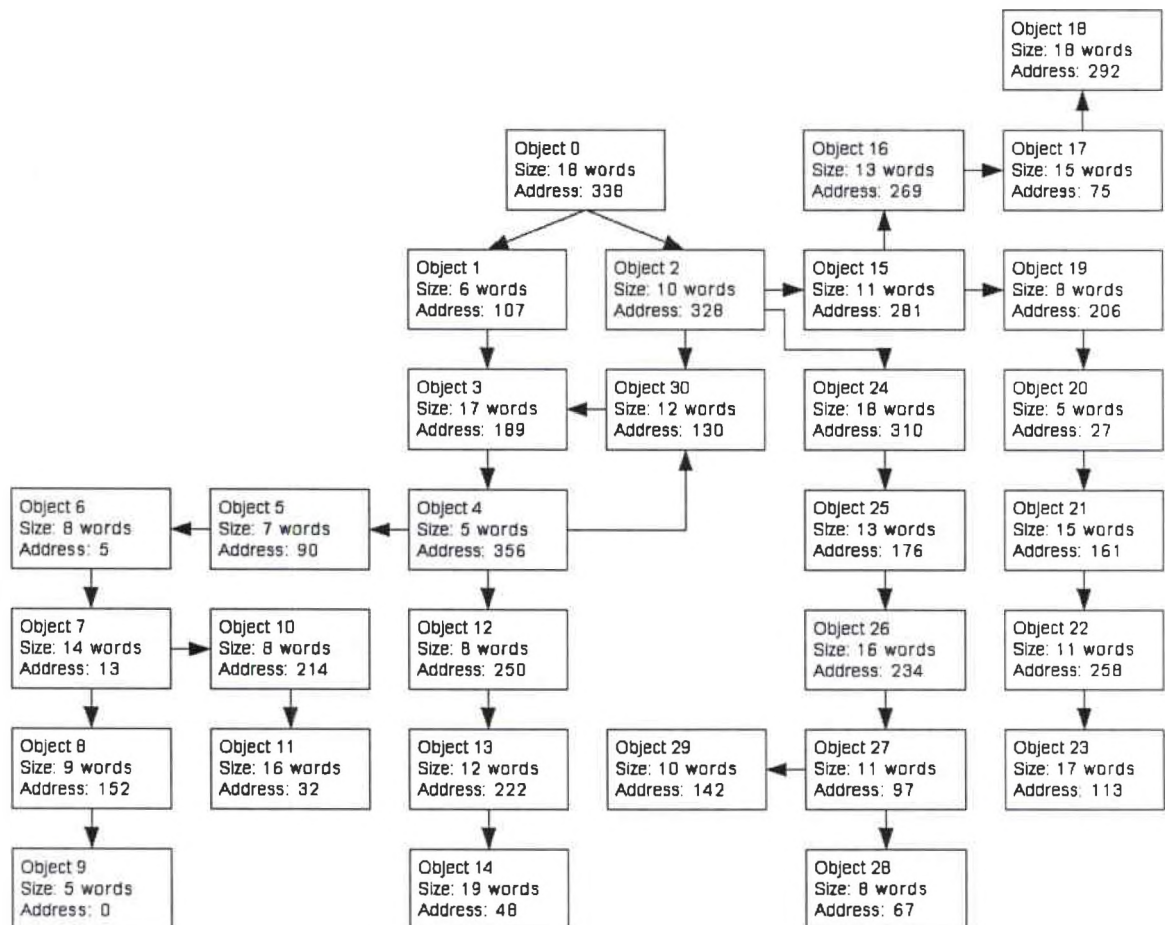 Object 18
Size: 18 words
Address: 292
Object 0
Size: 18 words
Address: 338
Object 16
Size: 13 words
Address: 269
Object 17
Size: 15 words
Address: 75
Object 1
Size: 6 words
Address: 107
Object 2
Size: 10 words
Address: 328
Object 15
Size: 11 words
Address: 281
Object 19
Size: 8 words
Address: 206
Object 3
Size: 17 words
Address: 189
Object 30
Size: 12 words
Address: 130
Object 24
Size: 18 words
Address: 310
Object 20
Size: 5 words
Address: 27
Object 6
Size: 8 words
Address: 5
Object 5
Size: 7 words
Address: 90
Object 4
Size: 5 words
Address: 356
Object 25
Size: 13 words
Address: 176
Object 21
Size: 15 words
Address: 161
Object 7
Size: 14 words
Address: 13
Object 10
Size: 8 words
Address: 214
Object 12
Size: 8 words
Address: 250
Object 26
Size: 16 words
Address: 234
Object 22
Size: 11 words
Address: 258
Object 8
Size: 9 words
Address: 152
Object 11
Size: 16 words
Address: 32
Object 13
Size: 12 words
Address: 222
Object 29
Size: 10 words
Address: 142
Object 27
Size: 11 words
Address: 97
Object 23
Size: 17 words
Address: 113
Object 9
Size: 5 words
Address: 0
Object 14
Size: 19 words
Address: 48
Object 28
Size: 8 words
Address: 67